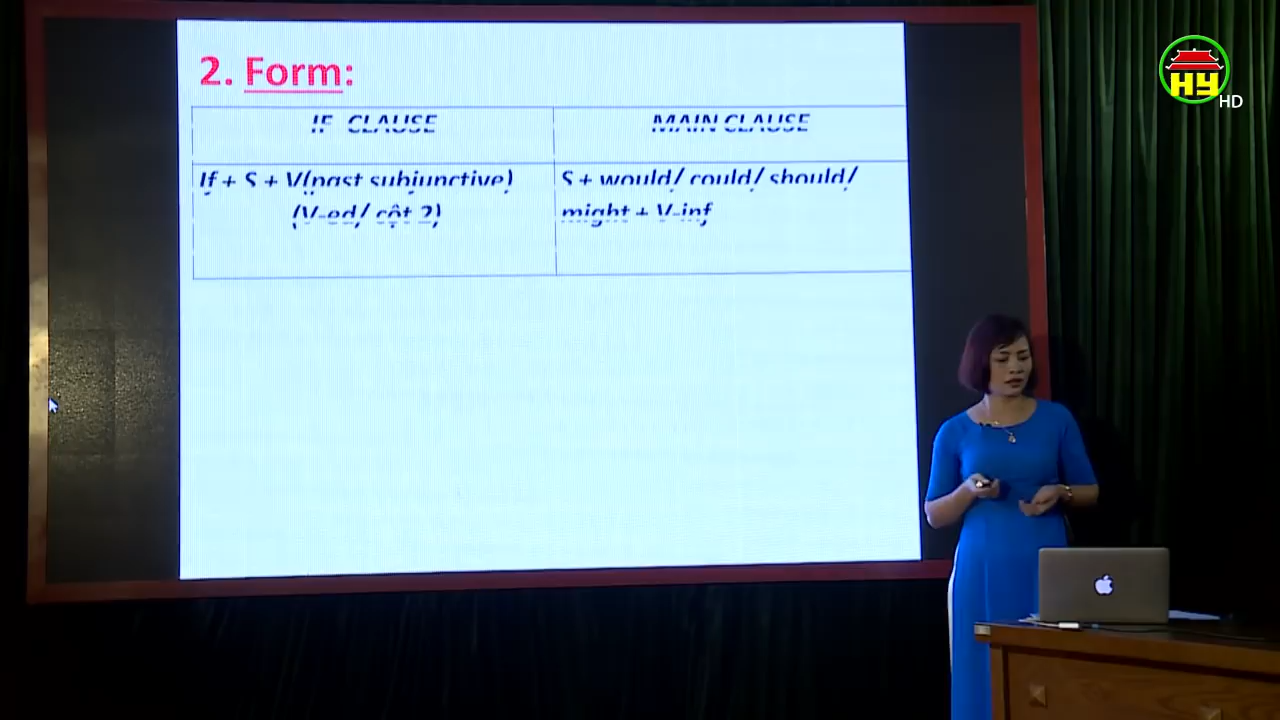 2. Form:
IF CLAUSE
MAIN CLAUSE
If + S + V(past subjunctive)
(V-ed/ cột 2)
S + would/ could/ should/
might + V-inf
HY
HD